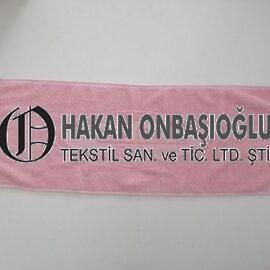 O HAKAN ONBAŞIOĞLU
TEKSTİL SAN. ve TİC. LTD. ŞTİ